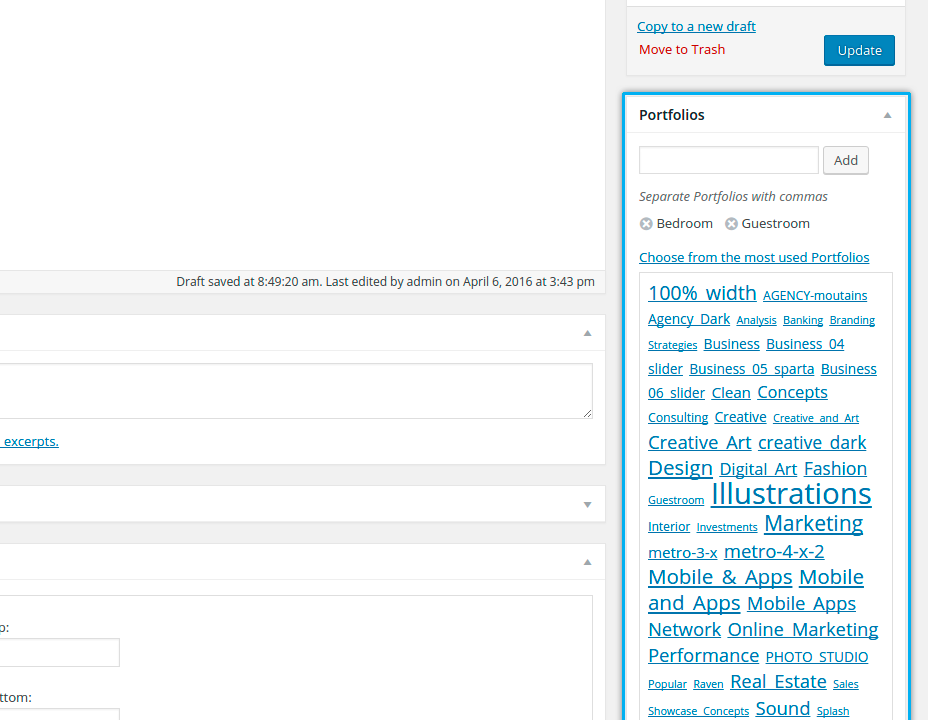 Copy to a new draft
Move to Trash
Update
Portfolios
Add
Separate Portfolios with commas
Bedroom Guestroom
Choose from the most used Portfolios
100% width AGENCY-moutains
Agency Dark Analysis Banking Branding
Strategies Business Business 04
slider Business 05 sparta Business
06 slider Clean Concepts
Consulting Creative Creative and Art
Creative Art creative dark
Design Digital Art Fashion
Guestroom Illustrations
Interior Investments Marketing
metro-3-x metro-4-x-2
Mobile & Apps Mobile
and Apps Mobile Apps
Network Online Marketing
Performance PHOTO STUDIO
Popular Raven Real Estate Sales
Showcase Concepts Sound Splash
Draft saved at 8:49:20 am. Last edited by admin on April 6, 2016 at 3:43 pm
excerpts.
p:
ttom: